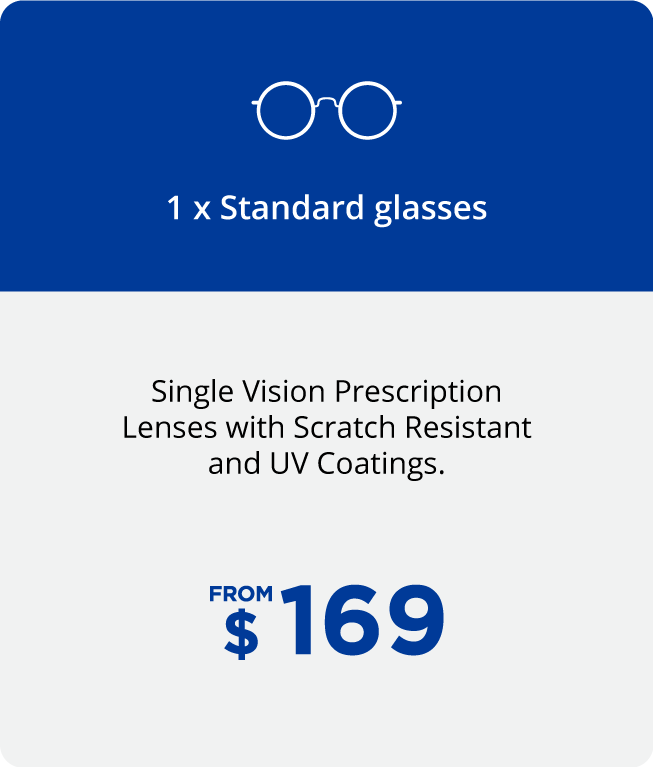 1 x Standard glasses
Single Vision Prescription
Lenses with Scratch Resistant
and UV Coatings.
FROM
$169